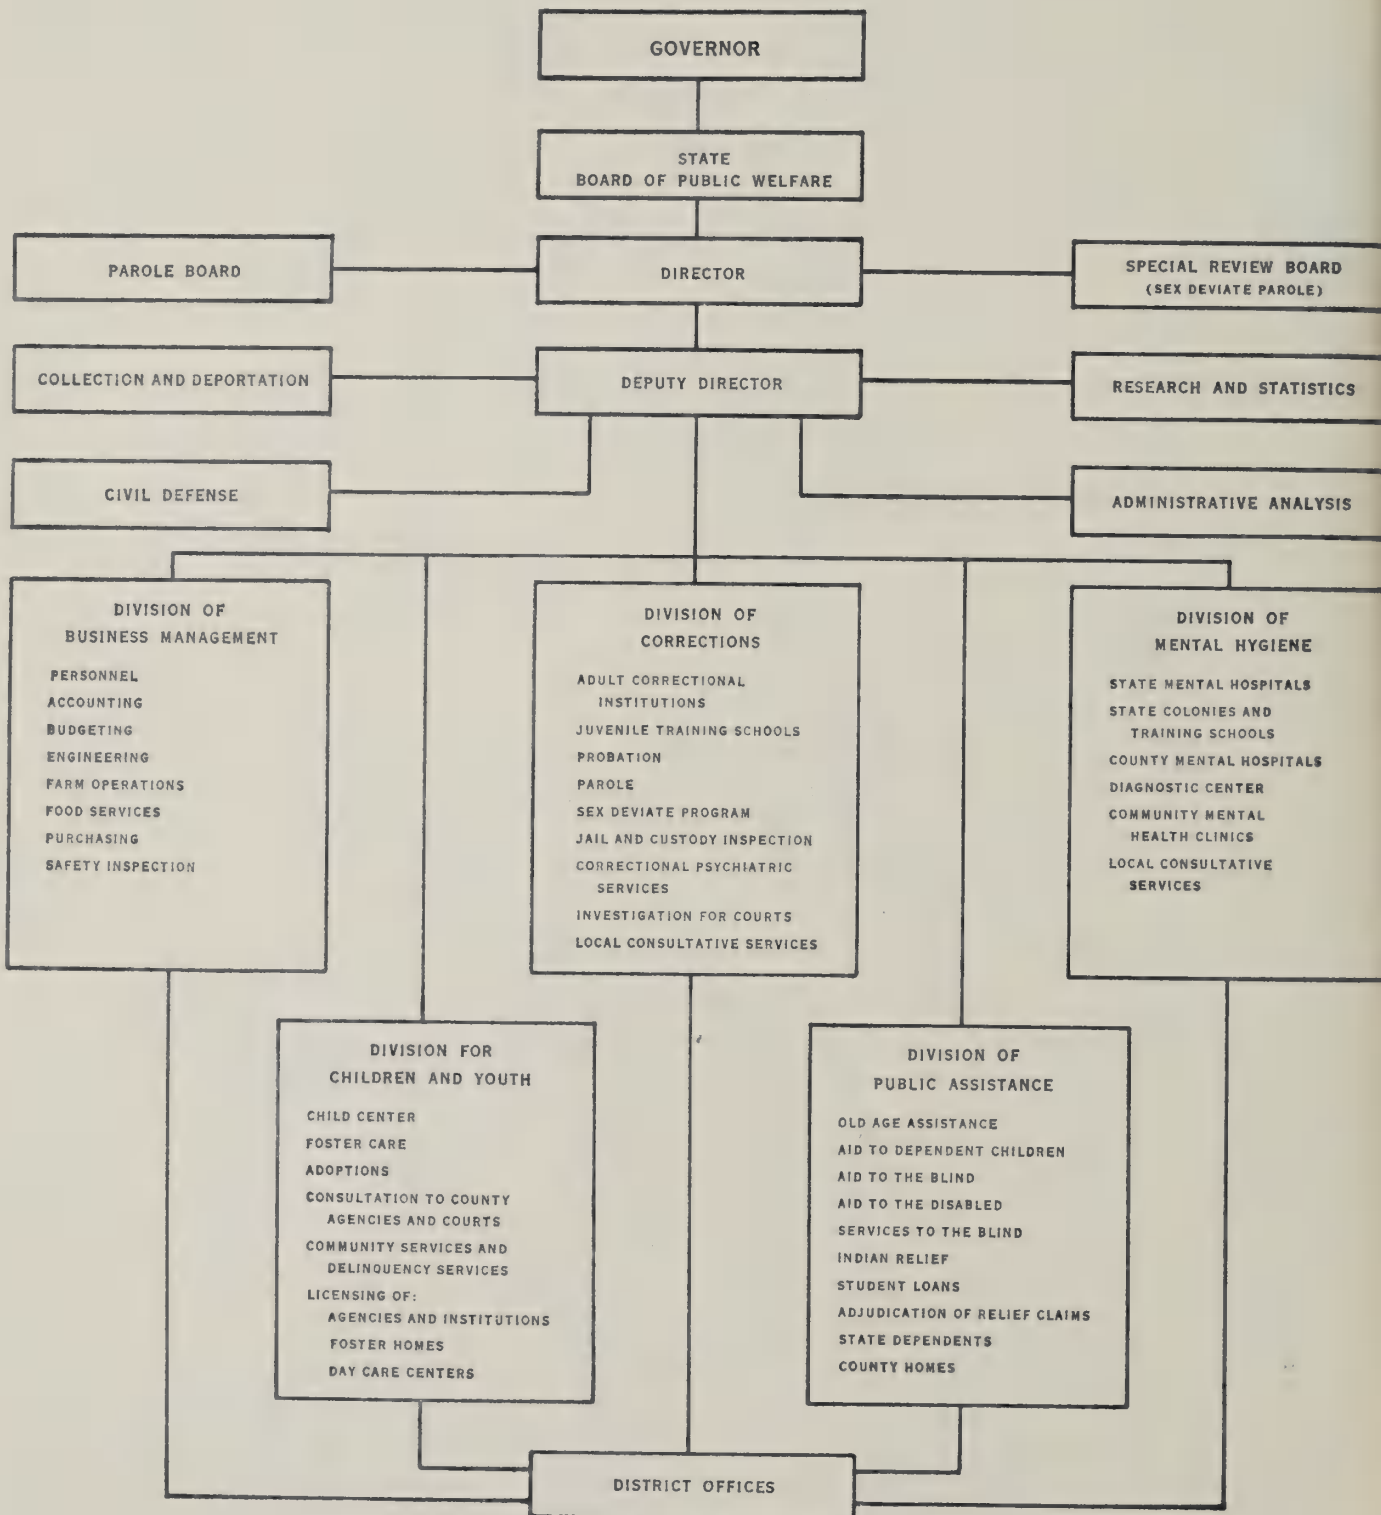 GOVERNOR
STATE
BOARD OF PUBLIC WELFARE
PAROLE BOARD
DIRECTOR
SPECIAL REVIEW BOARD
(SEX DEVIATE PAROLE)
COLLECTION AND DEPORTATION
DEPUTY DIRECTOR
RESEARCH AND STATISTICS
CIVIL DEFENSE
ADMINISTRATIVE ANALYSIS
DIVISION OF
BUSINESS MANAGEMENT
PERSONNEL
ACCOUNTING
BUDGETING
ENGINEERING
FARM OPERATIONS
FOOD SERVICES
PURCHASING
SAFETY INSPECTION
DIVISION OF
CORRECTIONS
ADULT CORRECTIONAL
INSTITUTIONS
JUVENILE TRAINING SCHOOLS
PROBATION
PAROLE
SEX DEVIATE PROGRAM
JAIL AND CUSTODY INSPECTION
CORRECTIONAL PSYCHIATRIC
SERVICES
INVESTIGATION FOR COURTS
LOCAL CONSULTATIVE SERVICES
DIVISION OF
MENTAL HYGIENE
STATE MENTAL HOSPITALS
STATE COLONIES AND
TRAINING SCHOOLS
COUNTY MENTAL HOSPITALS
DIAGNOSTIC CENTER
COMMUNITY MENTAL
HEALTH CLINICS
LOCAL CONSULTATIVE
SERVICES
DIVISION FOR
CHILDREN AND YOUTH
CHILD CENTER
FOSTER CARE
ADOPTIONS
CONSULTATION TO COUNTY
AGENCIES AND COURTS
COMMUNITY SERVICES AND
DELINQUENCY SERVICES
LICENSING OF:
AGENCIES AND INSTITUTIONS
FOSTER HOMES
DAY CARE CENTERS
DIVISION OF
PUBLIC ASSISTANCE
OLD AGE ASSISTANCE
AID TO DEPENDENT CHILDREN
AID TO THE BLIND
AID TO THE DISABLED
SERVICES TO THE BLIND
INDIAN RELIEF
STUDENT LOANS
ADJUDICATION OF RELIEF CLAIMS
STATE DEPENDENTS
COUNTY HOMES
DISTRICT OFFICES